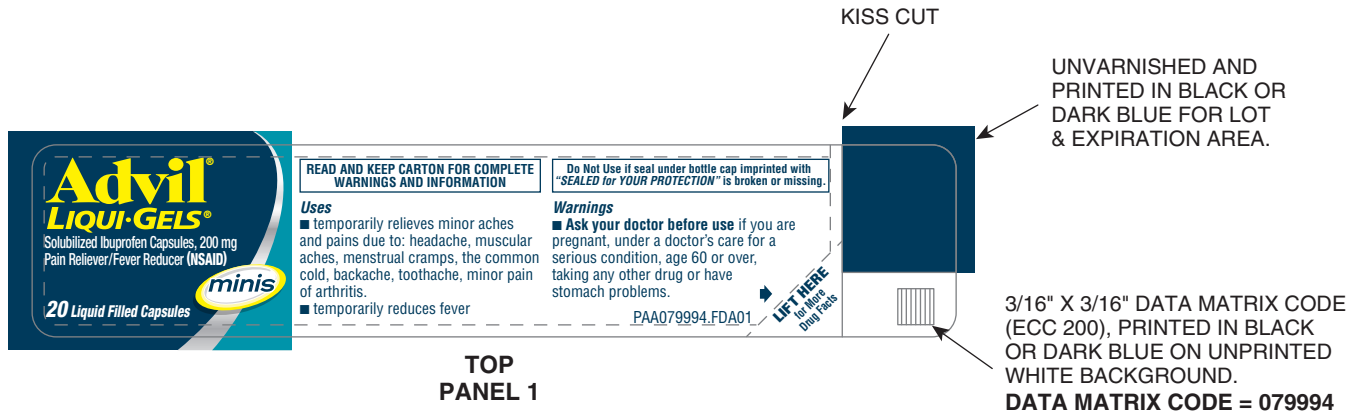 KISS CUT
UNVARNISHED AND
PRINTED IN BLACK OR
DARK BLUE FOR LOT
& EXPIRATION AREA.
Advil®
LIQUI·GELS®
Solubilized Ibuprofen Capsules, 200 mg
Pain Reliever/Fever Reducer (NSAID)
minis
20 Liquid Filled Capsules
READ AND KEEP CARTON FOR COMPLETE
WARNINGS AND INFORMATION
Uses
■ temporarily relieves minor aches
and pains due to: headache, muscular
aches, menstrual cramps, the common
cold, backache, toothache, minor pain
of arthritis.
■ temporarily reduces fever
Do Not Use if seal under bottle cap imprinted with
"SEALED for YOUR PROTECTION" is broken or missing.
Warnings
■ Ask your doctor before use if you are
pregnant, under a doctor's care for a
serious condition, age 60 or over,
taking any other drug or have
stomach problems.
PAA079994.FDA01
LIFT HERE
for More
Drug Facts
3/16" X 3/16" DATA MATRIX CODE
(ECC 200), PRINTED IN BLACK
OR DARK BLUE ON UNPRINTED
WHITE BACKGROUND.
DATA MATRIX CODE = 079994
TOP
PANEL 1